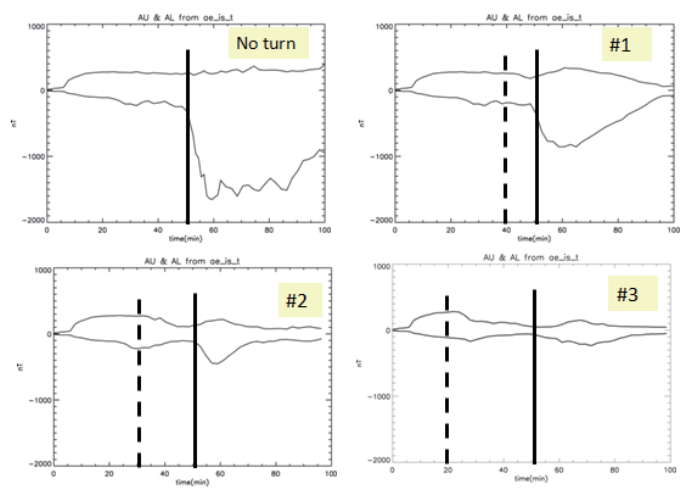 AU & AL from oe_is_t
No turn
1000
0
-1000
-2000
nT
0 20 40 60 80 100
time(min)
AU & AL from oe_is_t
#1
1000
0
-1000
-2000
nT
0 20 40 60 80 100
time(min)
AU & AL from oe_is_t
#2
1000
0
-1000
-2000
nT
0 20 40 60 80 100
time(min)
AU & AL from oe_is_t
#3
1000
0
-1000
-2000
nT
0 20 40 60 80 100
time(min)